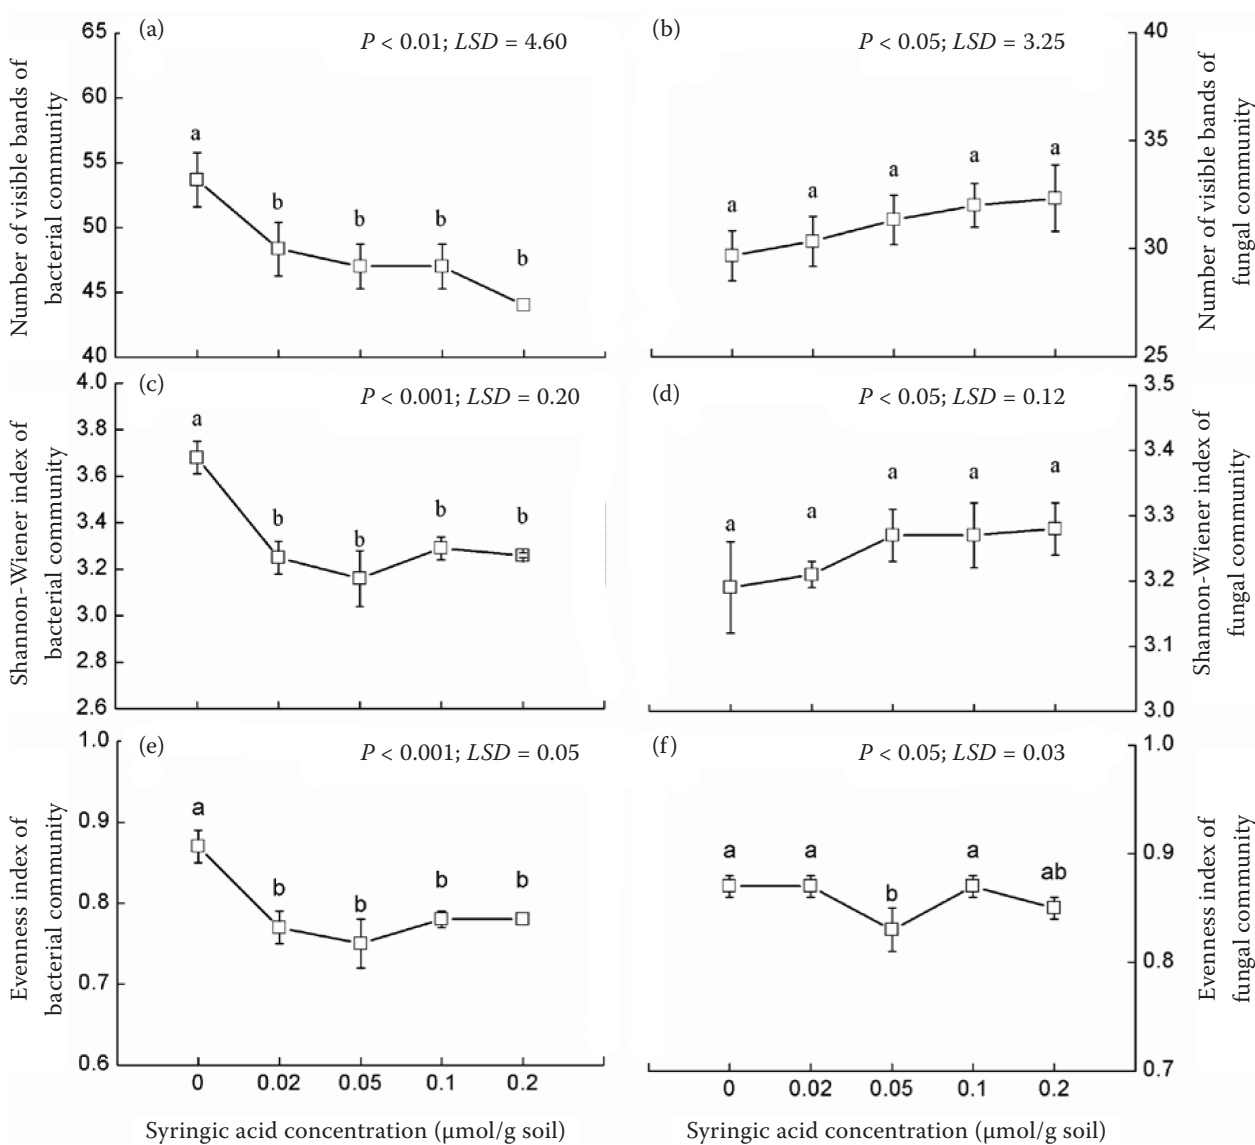 (a)
P < 0.01; LSD = 4.60
Number of visible bands of
bacterial community
65
60
55
50
45
40
a
b
b
b
b
(b)
P < 0.05; LSD = 3.25
a
a
a
a
a
40
35
30
25
Number of visible bands of
fungal community
(c)
P < 0.001; LSD = 0.20
Shannon-Wiener index of
bacterial community
4.0
3.8
3.6
3.4
3.2
3.0
2.8
2.6
a
b
b
b
b
(d)
P < 0.05; LSD = 0.12
a
a
a
a
a
3.5
3.4
3.3
3.2
3.1
3.0
Shannon-Wiener index of
fungal community
(e)
P < 0.001; LSD = 0.05
Evenness index of
bacterial community
1.0
0.9
0.8
0.7
0.6
a
b
b
b
b
0 0.02 0.05 0.1 0.2
Syringic acid concentration (μmol/g soil)
(f)
P < 0.05; LSD = 0.03
a
a
b
a
ab
1.0
0.9
0.8
0.7
Evenness index of
fungal community
0 0.02 0.05 0.1 0.2
Syringic acid concentration (μmol/g soil)